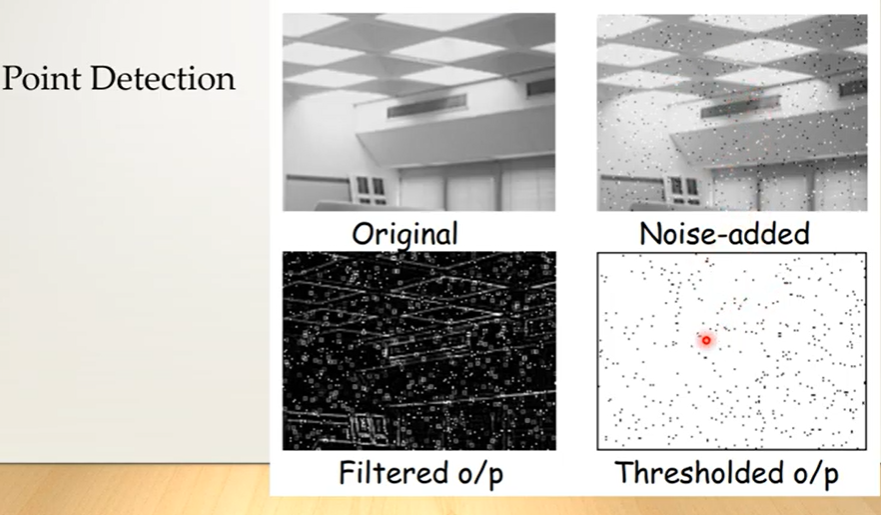 Point Detection
Original
Noise-added
Filtered o/p
Thresholded o/p